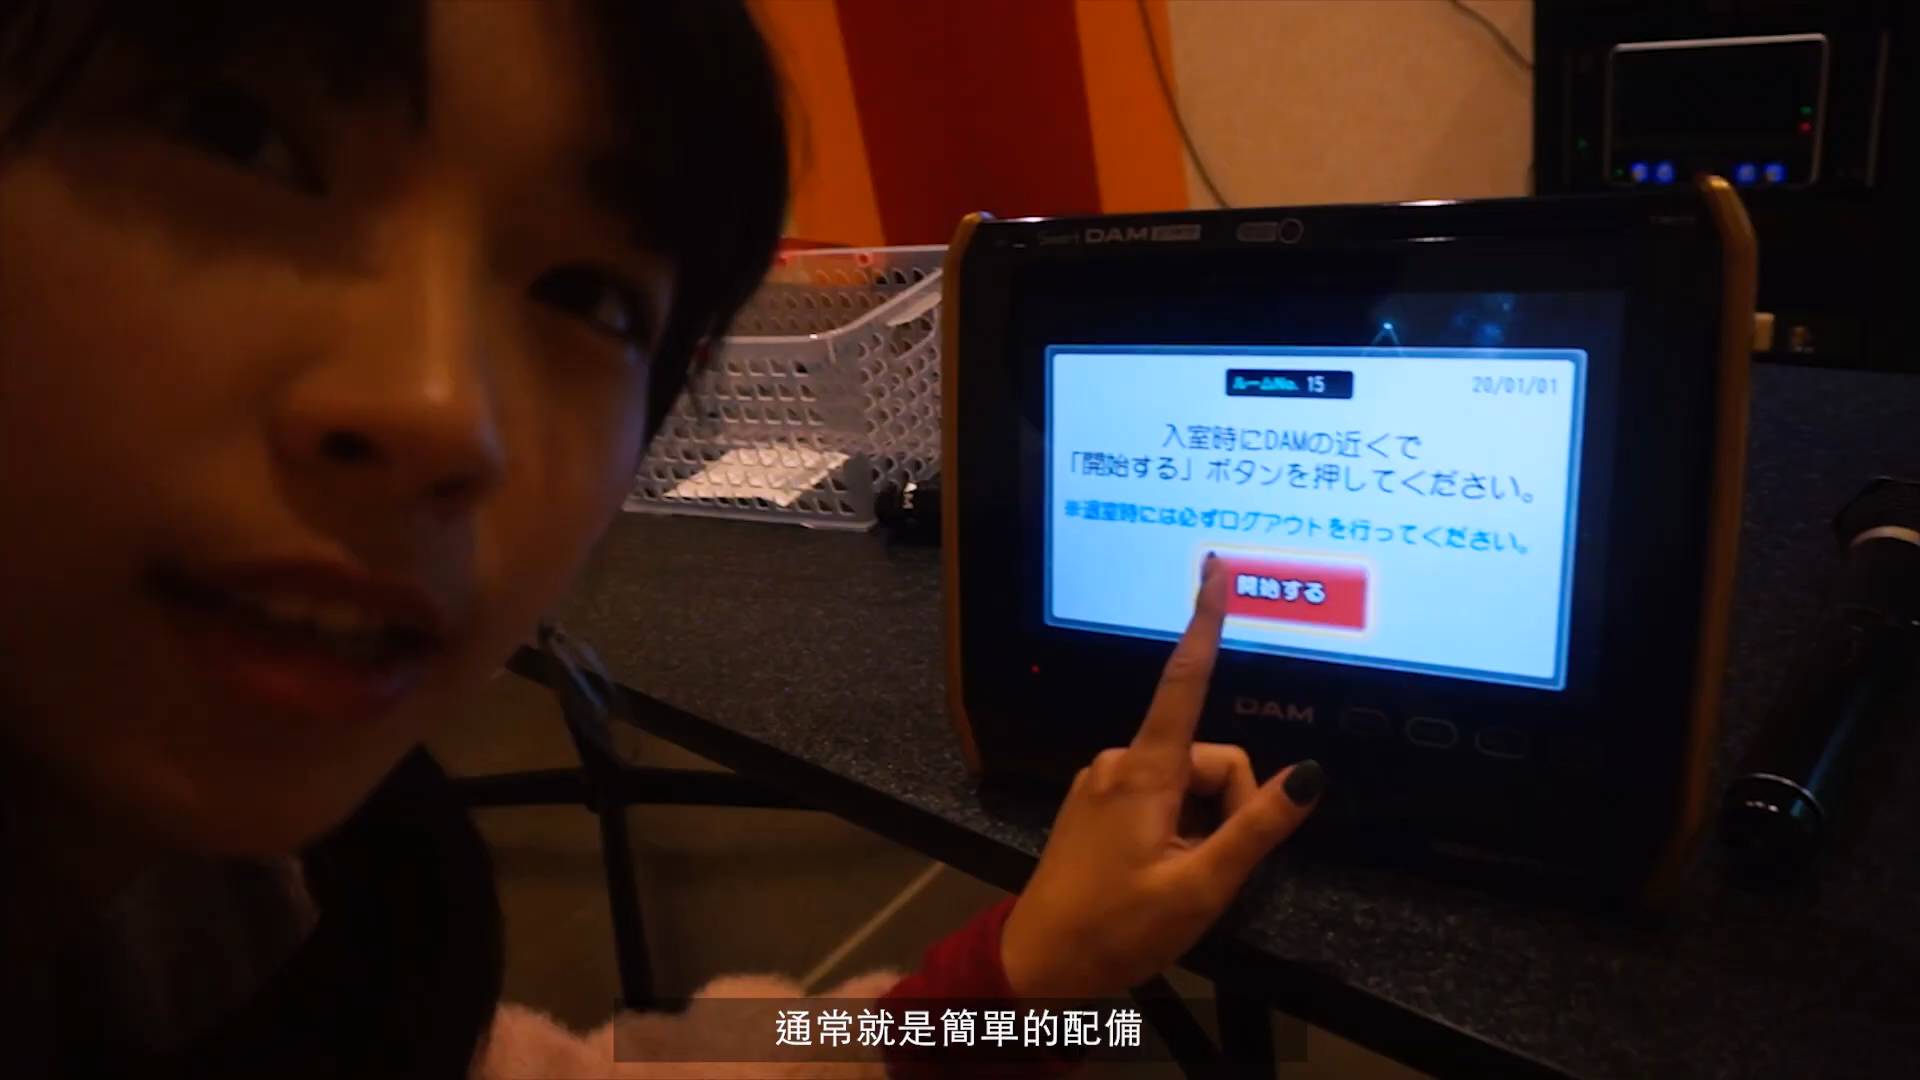 Smart DAM
ルームNo. 15
20/01/01
入室時にDAMの近くで
「開始する」ボタンを押してください。
※退室時には必ずログアウトを行ってください。
開始する
DAM
通常就是簡單的配備